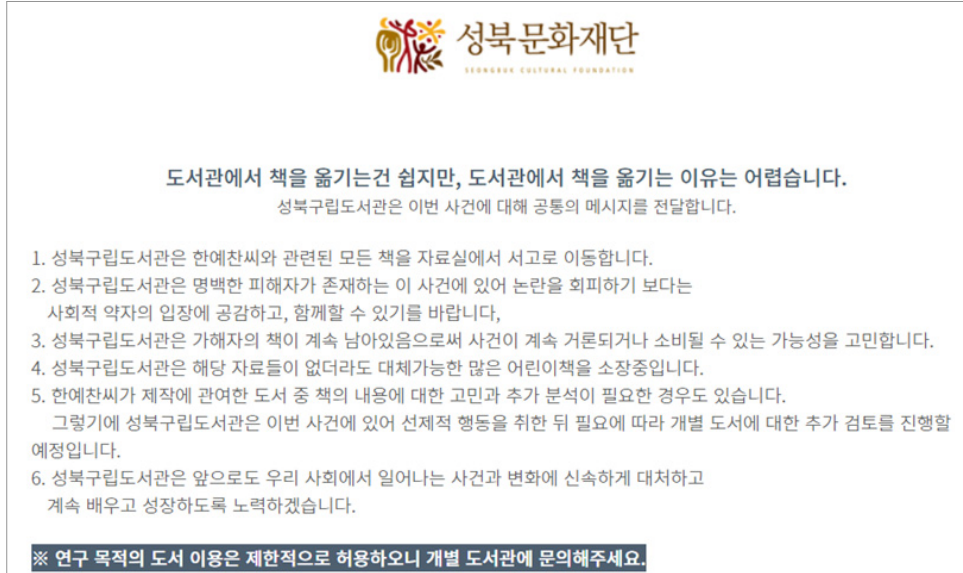 성북문화재단
SEONGBUK CULTURAL FOUNDATION
도서관에서 책을 옮기는건 쉽지만, 도서관에서 책을 옮기는 이유는 어렵습니다.
성북구립도서관은 이번 사건에 대해 공통의 메시지를 전달합니다.
1. 성북구립도서관은 한예찬씨와 관련된 모든 책을 자료실에서 서고로 이동합니다.
2. 성북구립도서관은 명백한 피해자가 존재하는 이 사건에 있어 논란을 회피하기 보다는
사회적 약자의 입장에 공감하고, 함께할 수 있기를 바랍니다,
3. 성북구립도서관은 가해자의 책이 계속 남아있음으로써 사건이 계속 거론되거나 소비될 수 있는 가능성을 고민합니다.
4. 성북구립도서관은 해당 자료들이 없더라도 대체가능한 많은 어린이책을 소장중입니다.
5. 한예찬씨가 제작에 관여한 도서 중 책의 내용에 대한 고민과 추가 분석이 필요한 경우도 있습니다.
그렇기에 성북구립도서관은 이번 사건에 있어 선제적 행동을 취한 뒤 필요에 따라 개별 도서에 대한 추가 검토를 진행할
예정입니다.
6. 성북구립도서관은 앞으로도 우리 사회에서 일어나는 사건과 변화에 신속하게 대처하고
계속 배우고 성장하도록 노력하겠습니다.
※ 연구 목적의 도서 이용은 제한적으로 허용하오니 개별 도서관에 문의해주세요.